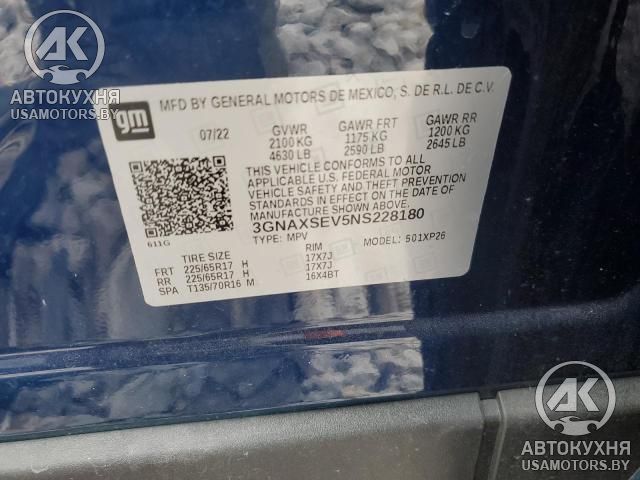 АК
АВТОКУХНЯ
USAMOTORS.BY
gm
MFD BY GENERAL MOTORS DE MEXICO, S. DE R.L. DE C.V.
07/22 GVWR GAWR FRT GAWR RR
2100 KG 1175 KG 1200 KG
4630 LB 2590 LB 2645 LB
THIS VEHICLE CONFORMS TO ALL
APPLICABLE U.S. FEDERAL MOTOR
VEHICLE SAFETY AND THEFT PREVENTION
STANDARDS IN EFFECT ON THE DATE OF
MANUFACTURE SHOWN ABOVE.
3GNAXSEV5NS228180
611G
TYPE: MPV MODEL: 501XP26
TIRE SIZE RIM
FRT 225/65R17 H 17X7J
RR 225/65R17 H 17X7J
SPA T135/70R16 M 16X4BT
АК
АВТОКУХНЯ
USAMOTORS.BY